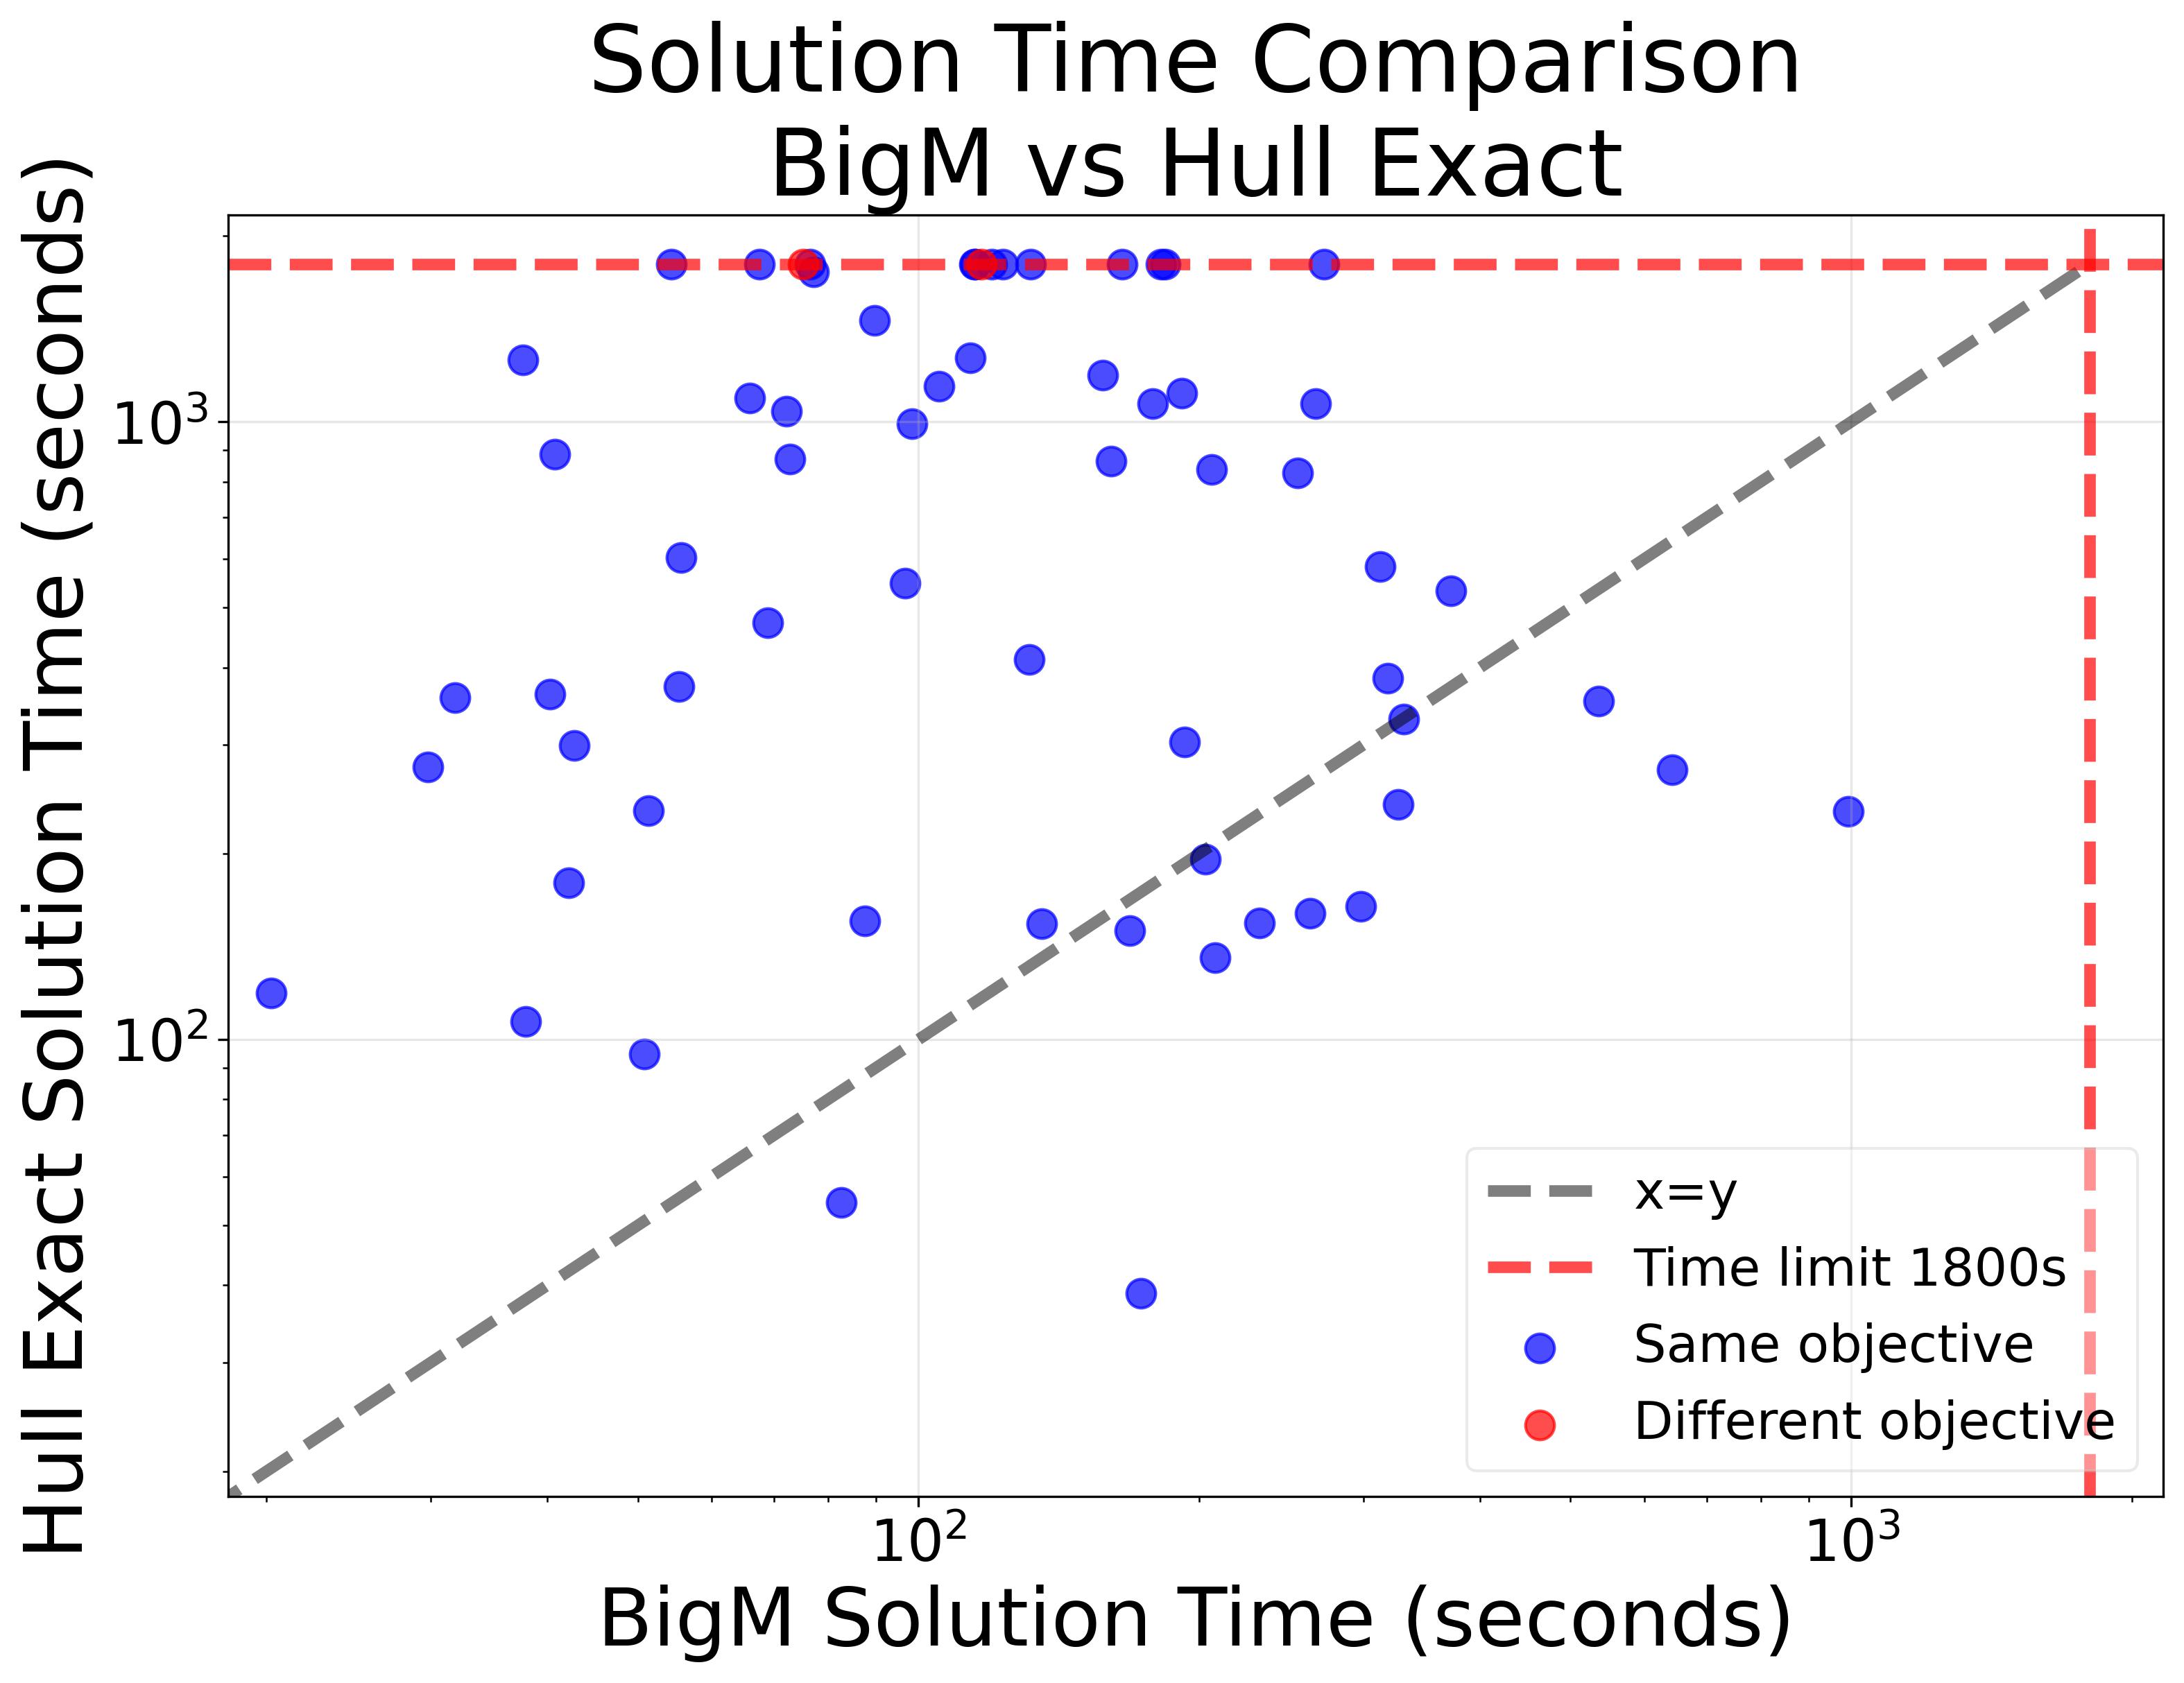 Solution Time Comparison
BigM vs Hull Exact
Hull Exact Solution Time (seconds)
10³
10²
x=y
Time limit 1800s
Same objective
Different objective
10²
10³
BigM Solution Time (seconds)